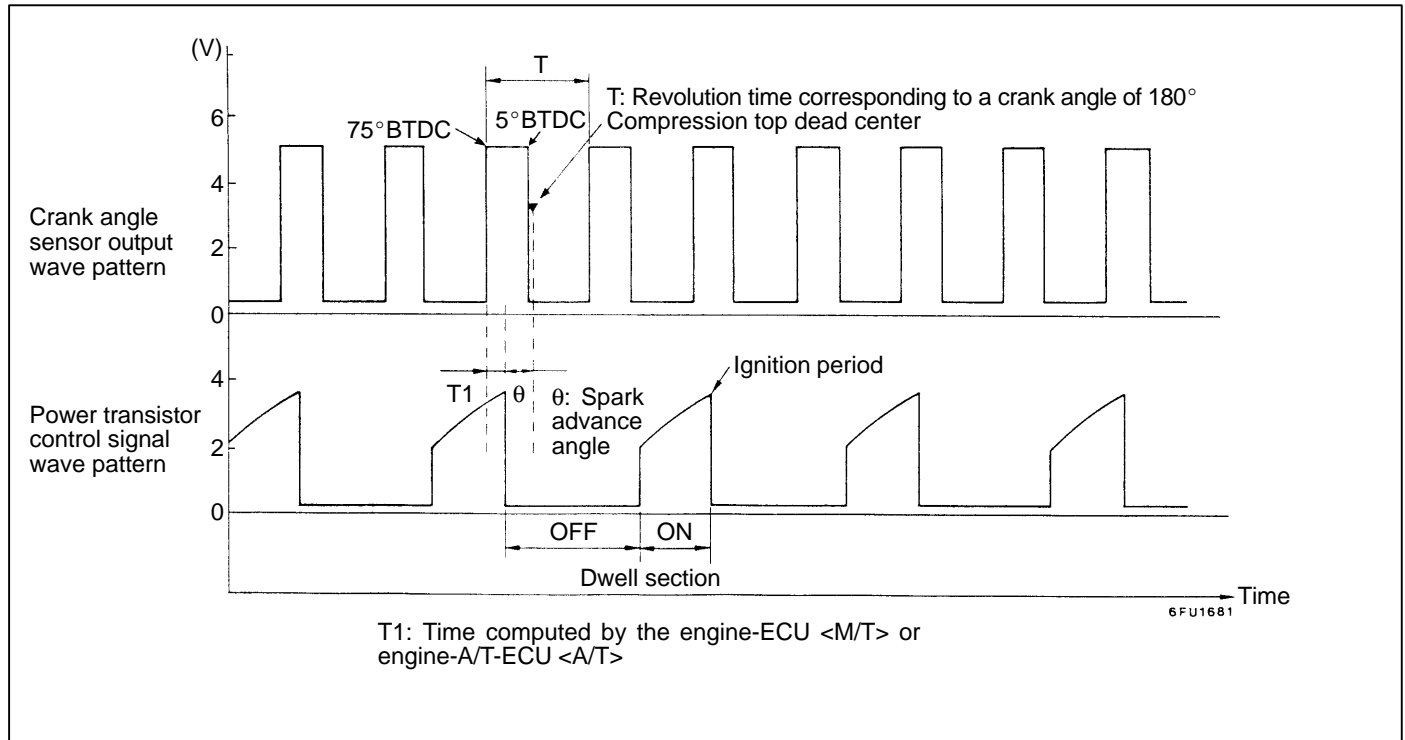 (V)
T
T: Revolution time corresponding to a crank angle of 180°
Compression top dead center
75°BTDC
5°BTDC
6
4
2
0
Crank angle
sensor output
wave pattern
Ignition period
4
2
0
T1
θ
θ: Spark
advance
angle
Power transistor
control signal
wave pattern
OFF
ON
Dwell section
Time
6FU1681
T1: Time computed by the engine-ECU <M/T> or
engine-A/T-ECU <A/T>